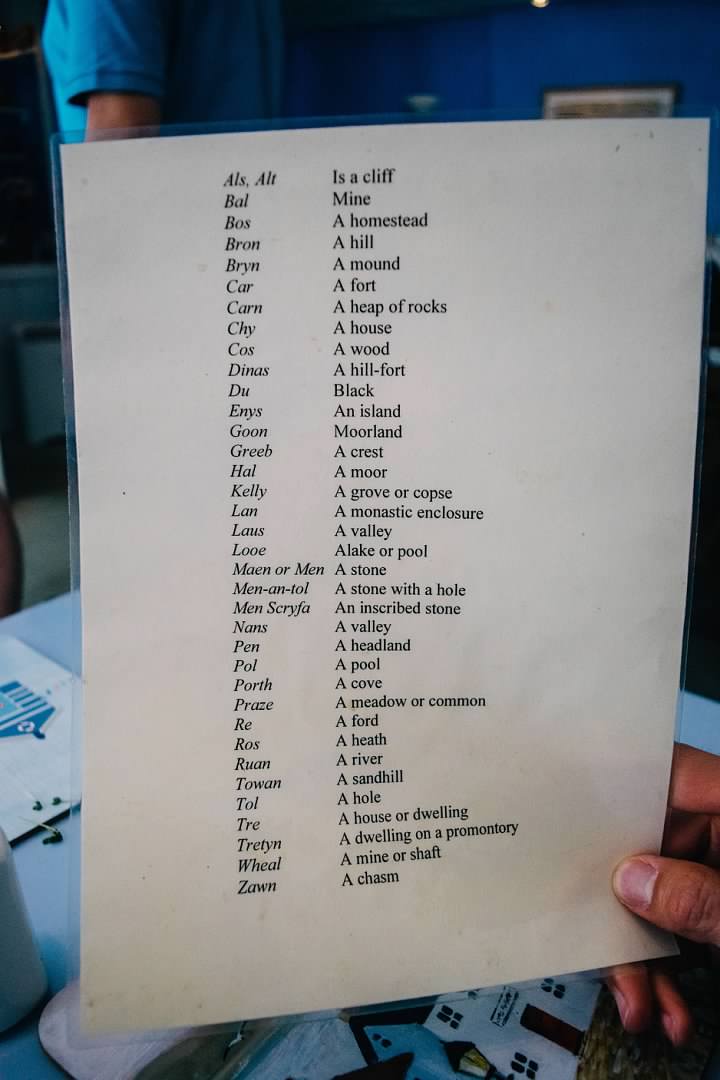 Als, Alt Is a cliff
Bal Mine
Bos A homestead
Bron A hill
Bryn A mound
Car A fort
Carn A heap of rocks
Chy A house
Cos A wood
Dinas A hill-fort
Du Black
Enys An island
Goon Moorland
Greeb A crest
Hal A moor
Kelly A grove or copse
Lan A monastic enclosure
Laus A valley
Looe Alake or pool
Maen or Men A stone
Men-an-tol A stone with a hole
Men Scryfa An inscribed stone
Nans A valley
Pen A headland
Pol A pool
Porth A cove
Praze A meadow or common
Re A ford
Ros A heath
Ruan A river
Towan A sandhill
Tol A hole
Tre A house or dwelling
Tretyn A dwelling on a promontory
Wheal A mine or shaft
Zawn A chasm